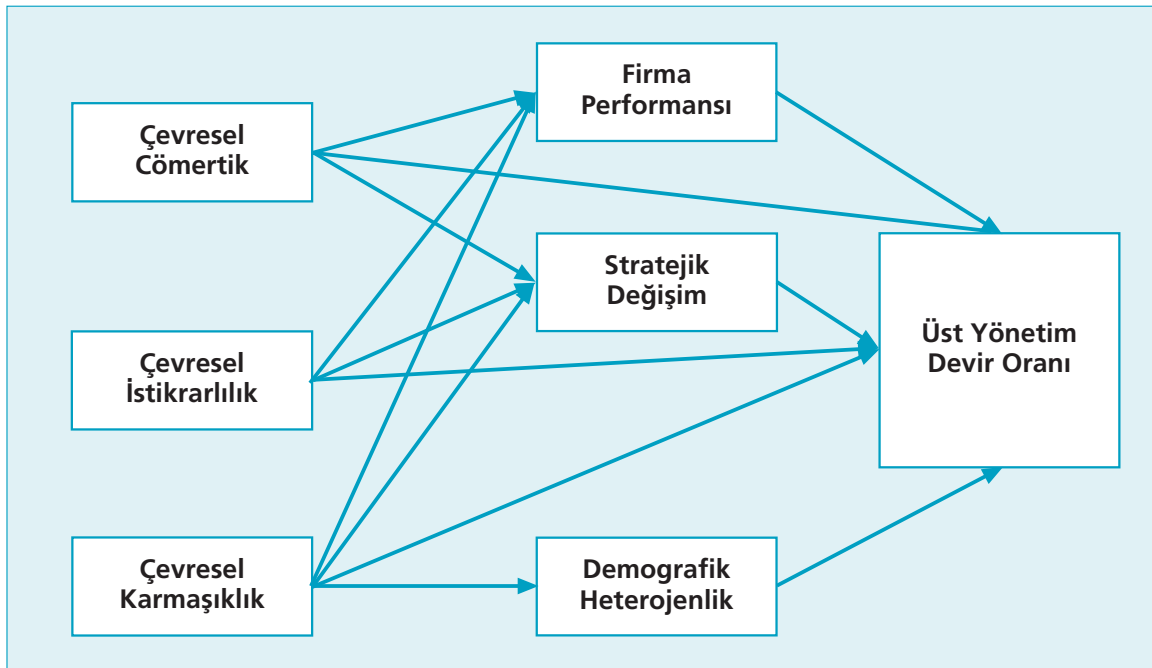 Firma
Performansı
Çevresel
Cömertik
Stratejik
Değişim
Üst Yönetim
Devir Oranı
Çevresel
İstikrarlılık
Çevresel
Karmaşıklık
Demografik
Heterojenlik